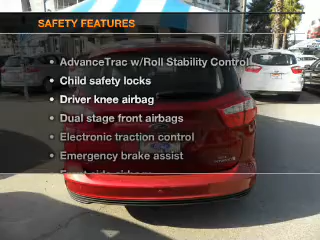 SAFETY FEATURES
AdvanceTrac w/Roll Stability Control
Child safety locks
Driver knee airbag
Dual stage front airbags
Electronic traction control
Emergency brake assist